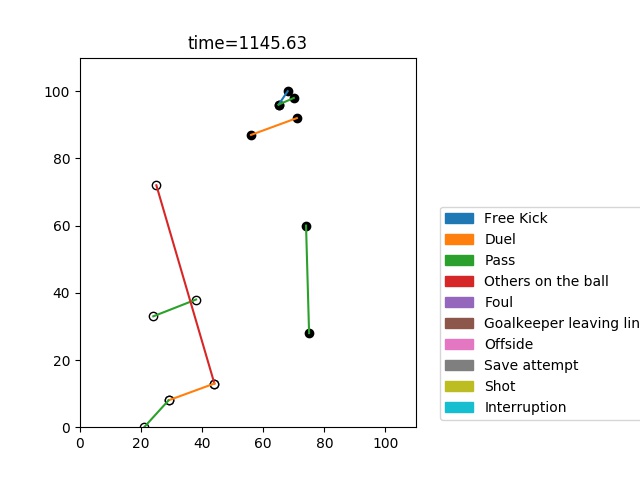 time=1145.63
100
80
60
40
20
0
0 20 40 60 80 100
Free Kick
Duel
Pass
Others on the ball
Foul
Goalkeeper leaving lin
Offside
Save attempt
Shot
Interruption